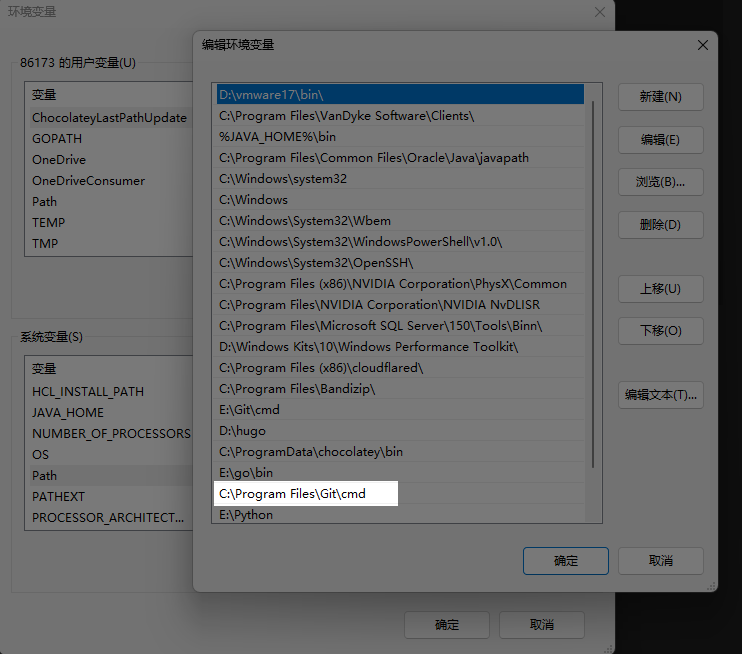 环境变量
86173 的用户变量(U)
变量
ChocolateyLastPathUpdate
GOPATH
OneDrive
OneDriveConsumer
Path
TEMP
TMP
系统变量(S)
变量
HCL_INSTALL_PATH
JAVA_HOME
NUMBER_OF_PROCESSORS
OS
Path
PATHEXT
PROCESSOR_ARCHITECT...
确定
取消
编辑环境变量
D:\vmware17\bin\
C:\Program Files\VanDyke Software\Clients\
%JAVA_HOME%\bin
C:\Program Files\Common Files\Oracle\Java\javapath
C:\Windows\system32
C:\Windows
C:\Windows\System32\Wbem
C:\Windows\System32\WindowsPowerShell\v1.0\
C:\Windows\System32\OpenSSH\
C:\Program Files (x86)\NVIDIA Corporation\PhysX\Common
C:\Program Files\NVIDIA Corporation\NVIDIA NvDLISR
C:\Program Files\Microsoft SQL Server\150\Tools\Binn\
D:\Windows Kits\10\Windows Performance Toolkit\
C:\Program Files (x86)\cloudflared\
C:\Program Files\Bandizip\
E:\Git\cmd
D:\hugo
C:\ProgramData\chocolatey\bin
E:\go\bin
C:\Program Files\Git\cmd
E:\Python
新建(N)
编辑(E)
浏览(B)...
删除(D)
上移(U)
下移(O)
编辑文本(T)...
确定
取消